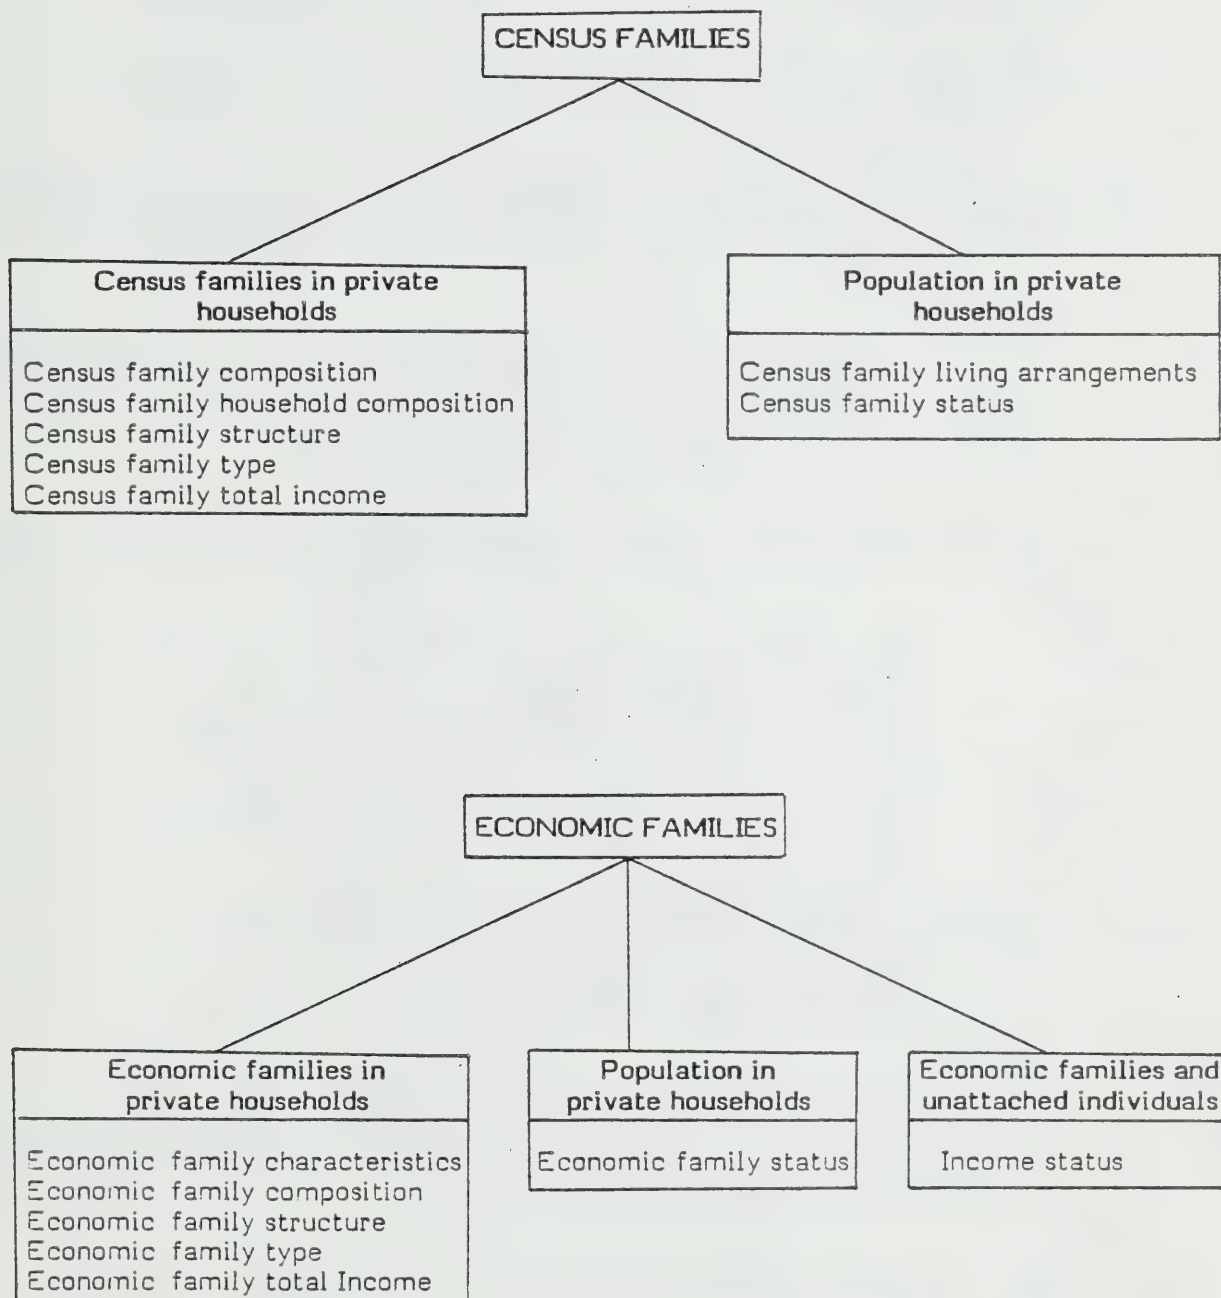 CENSUS FAMILIES
Census families in private
households
Census family composition
Census family household composition
Census family structure
Census family type
Census family total income
Population in private
households
Census family living arrangements
Census family status
ECONOMIC FAMILIES
Economic families in
private households
Economic family characteristics
Economic family composition
Economic family structure
Economic family type
Economic family total Income
Population in
private households
Economic family status
Economic families and
unattached individuals
Income status